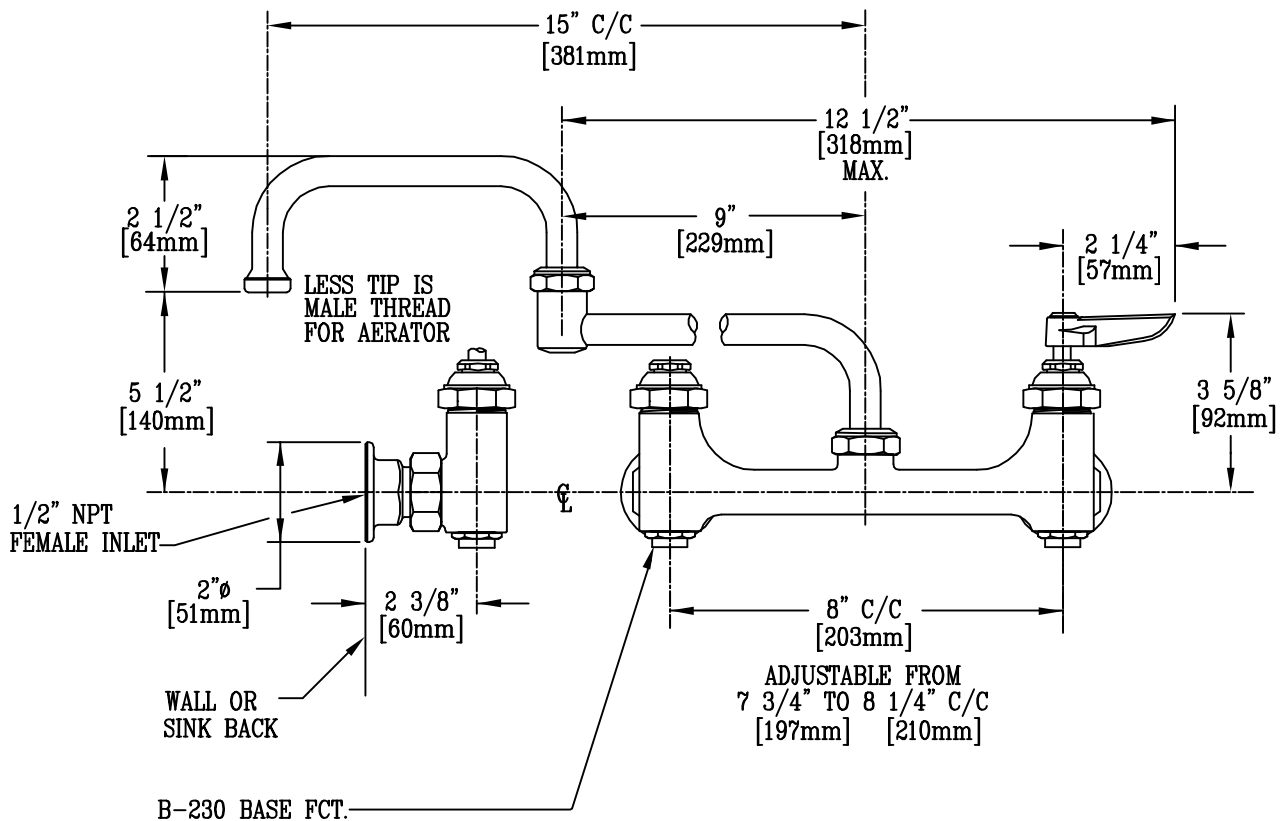 15" C/C
[381mm]
12 1/2"
[318mm]
MAX.
2 1/2"
[64mm]
9"
[229mm]
2 1/4"
[57mm]
LESS TIP IS
MALE THREAD
FOR AERATOR
5 1/2"
[140mm]
3 5/8"
[92mm]
℄
1/2" NPT
FEMALE INLET
2"ø
[51mm]
2 3/8"
[60mm]
8" C/C
[203mm]
ADJUSTABLE FROM
7 3/4" TO 8 1/4" C/C
[197mm] [210mm]
WALL OR
SINK BACK
B-230 BASE FCT.